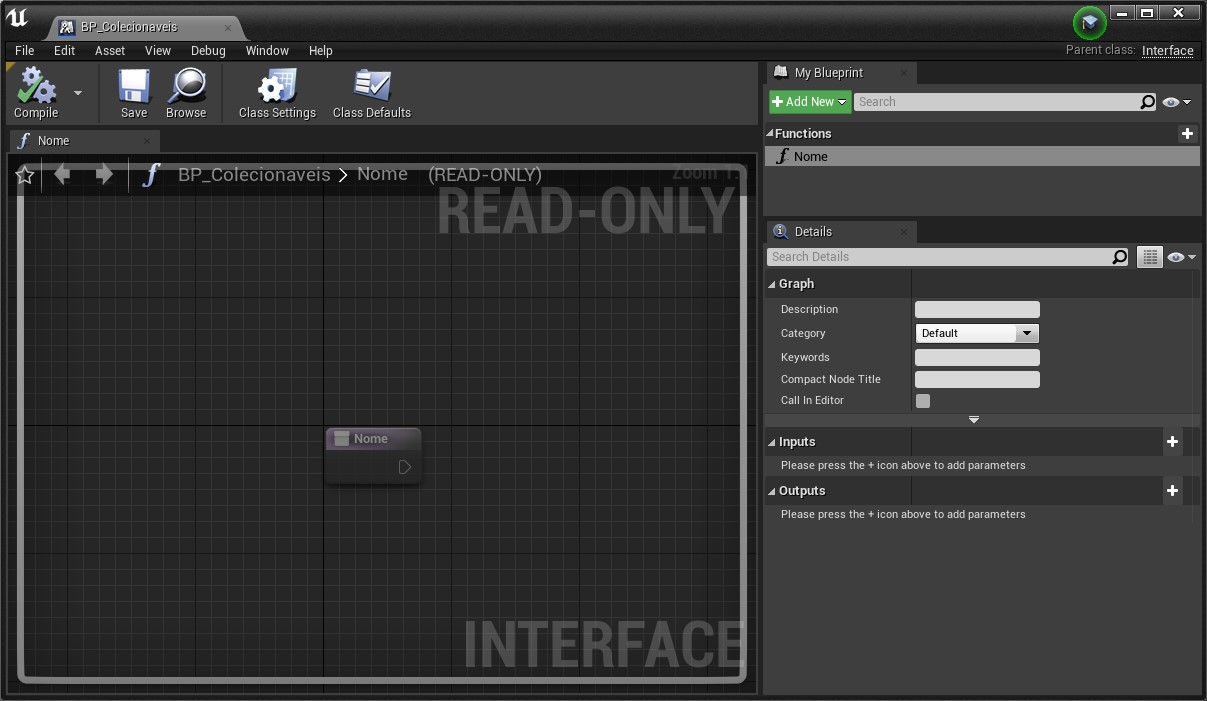 BP_Colecionaveis
File Edit Asset View Debug Window Help
Parent class: Interface
Compile Save Browse Class Settings Class Defaults
Nome
BP_Colecionaveis > Nome (READ-ONLY)
Zoom 1:1
READ-ONLY
Nome
INTERFACE
My Blueprint
+ Add New Search
Functions
Nome
Details
Search Details
Graph
Description
Category Default
Keywords
Compact Node Title
Call In Editor
Inputs
Please press the + icon above to add parameters
Outputs
Please press the + icon above to add parameters